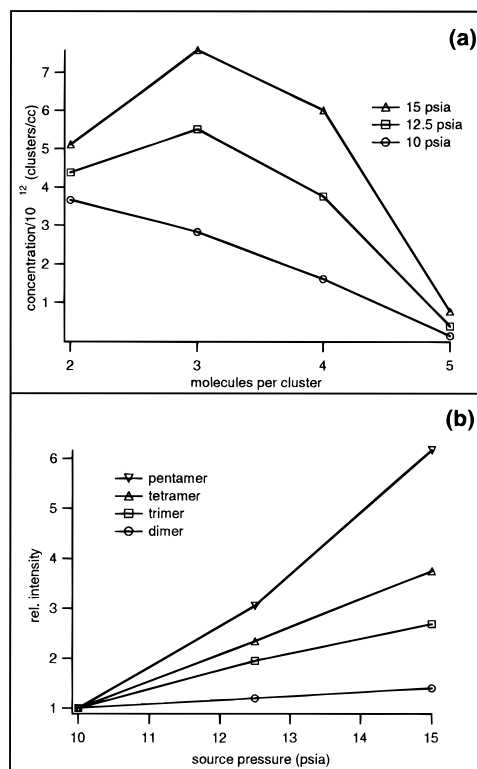 (a)
7
6
5
4
3
2
1
concentration/10 12 (clusters/cc)
15 psia
12.5 psia
10 psia
2 3 4 5
molecules per cluster
(b)
6
5
4
3
2
1
rel. intensity
pentamer
tetramer
trimer
dimer
10 11 12 13 14 15
source pressure (psia)